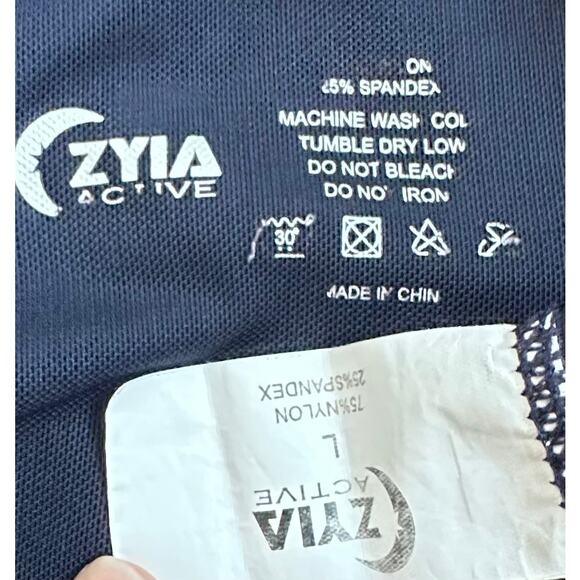 ZYIA
ACTIVE
ON
25% SPANDEX
MACHINE WASH COL
TUMBLE DRY LOW
DO NOT BLEACH
DO NOT IRON
30°
MADE IN CHIN
ZYIA
ACTIVE
L
75%NYLON
25%SPANDEX